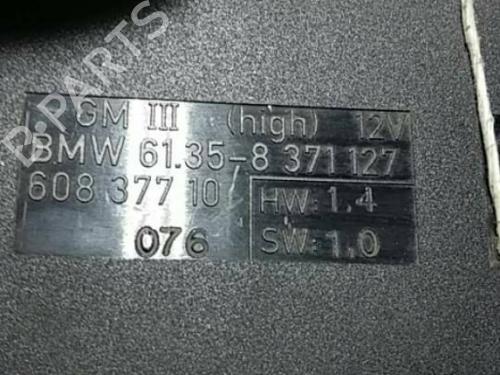 B-PARTS
GM III (high) 12V
BMW 61.35-8 371 127
608 377 10
HW: 1.4
076
SW: 1.0